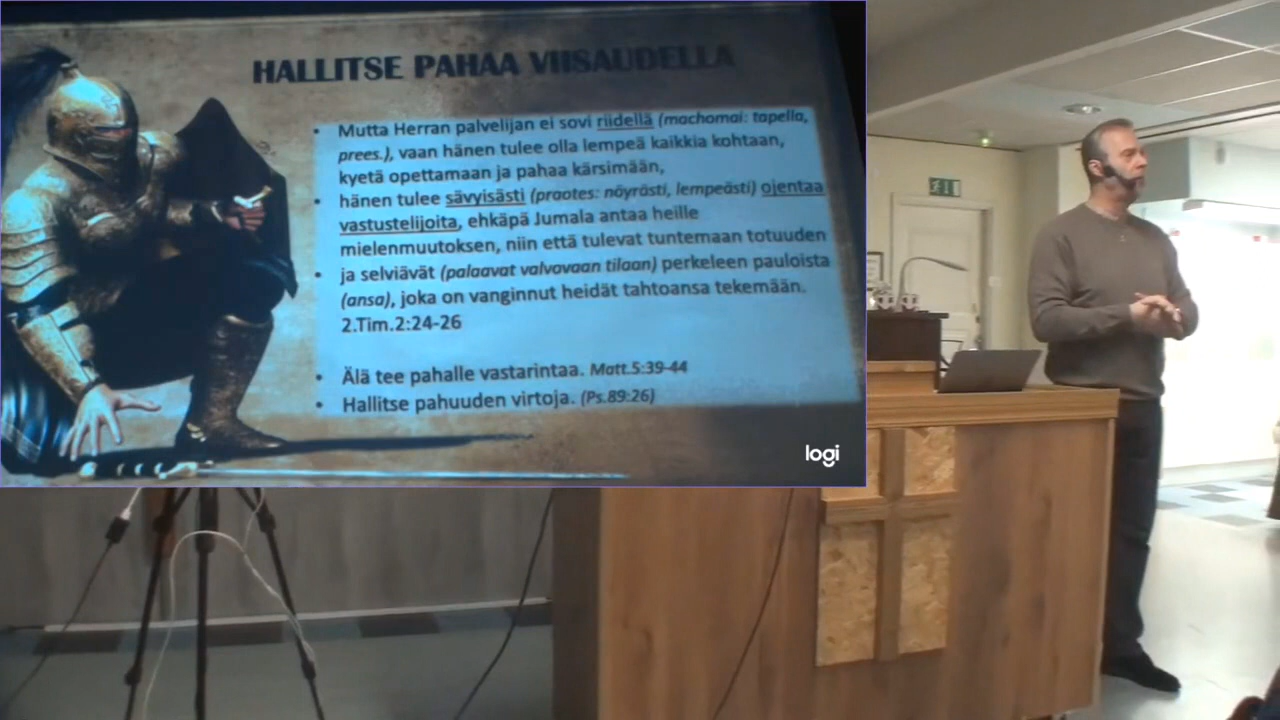 HALLITSE PAHAA VIISAUDELLA
• Mutta Herran palvelijan ei sovi riidellä (machomai: tapella,
prees.), vaan hänen tulee olla lempeä kaikkia kohtaan,
kyetä opettamaan ja pahaa kärsimään,
• hänen tulee sävyisästi (praotes: nöyrästi, lempeästi) ojentaa
vastustelijoita, ehkäpä Jumala antaa heille
mielenmuutoksen, niin että tulevat tuntemaan totuuden
• ja selviävät (palaavat valvovaan tilaan) perkeleen pauloista
(ansa), joka on vanginnut heidät tahtoansa tekemään.
2.Tim.2:24-26
• Älä tee pahalle vastarintaa. Matt.5:39-44
• Hallitse pahuuden virtoja. (Ps.89:26)
logi